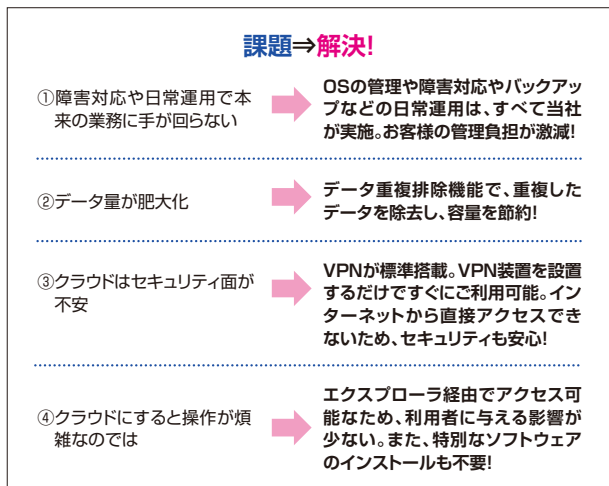 課題⇒解決!
①障害対応や日常運用で本
来の業務に手が回らない
OSの管理や障害対応やバックアッ
プなどの日常運用は、すべて当社
が実施。お客様の管理負担が激減!
②データ量が肥大化
データ重複排除機能で、重複した
データを除去し、容量を節約!
③クラウドはセキュリティ面が
不安
VPNが標準搭載。VPN装置を設置
するだけですぐにご利用可能。イン
ターネットから直接アクセスでき
ないため、セキュリティも安心!
④クラウドにすると操作が煩
雑なのでは
エクスプローラ経由でアクセス可
能なため、利用者に与える影響が
少ない。また、特別なソフトウェア
のインストールも不要!